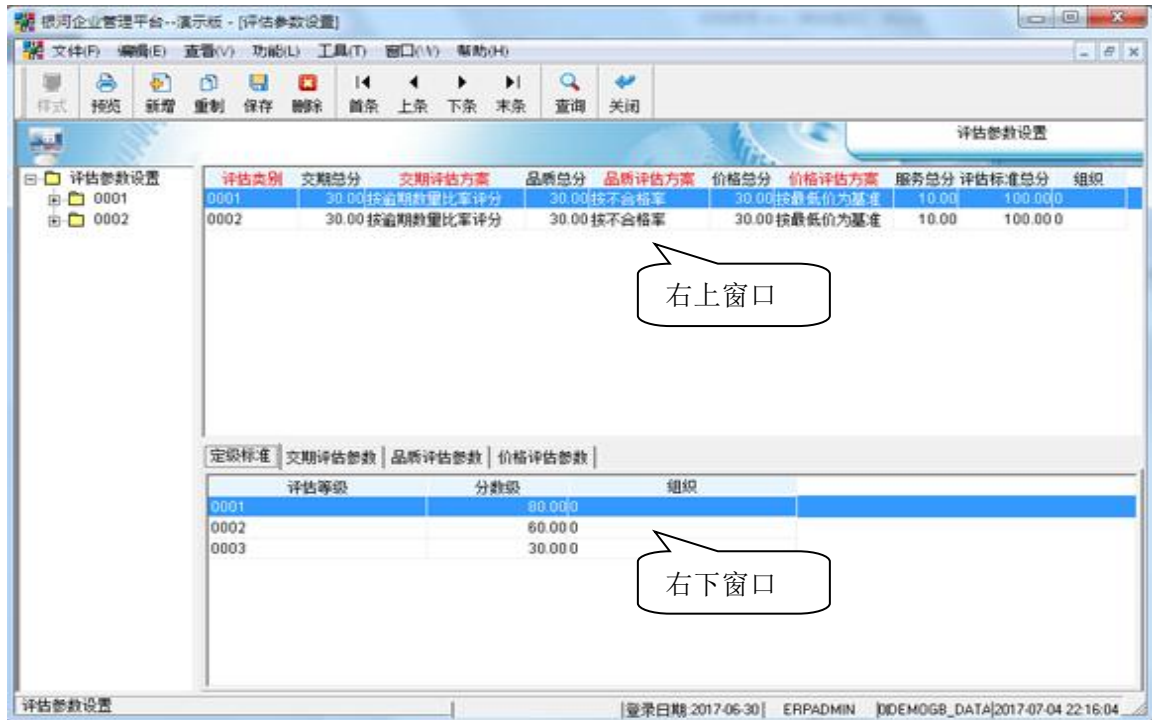 银河企业管理平台--演示版 - [评估参数设置]
文件(F) 编辑(E) 查看(V) 功能(L) 工具(T) 窗口(W) 帮助(H)
样式 预览 新增 重制 保存 删除 首条 上条 下条 末条 查询 关闭
评估参数设置
评估参数设置
0001
0002
评估类别 交期总分 交期评估方案 品质总分 品质评估方案 价格总分 价格评估方案 服务总分 评估标准总分 组织
0001 30.00 按逾期数量比率评分 30.00 按不合格率 30.00 按最低价为基准 10.00 100.00 0
0002 30.00 按逾期数量比率评分 30.00 按不合格率 30.00 按最低价为基准 10.00 100.00 0
右上窗口
定级标准 交期评估参数 品质评估参数 价格评估参数
评估等级 分数级 组织
0001 80.00 0
0002 60.00 0
0003 30.00 0
右下窗口
评估参数设置 登录日期:2017-06-30 ERPADMIN DEMOGB_DATA 2017-07-04 22:16:04